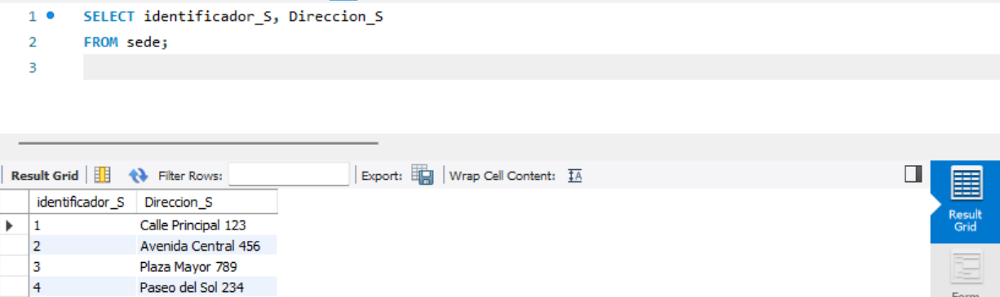 1 SELECT identificador_S, Direccion_S
2 FROM sede;
3
Result Grid Filter Rows: Export: Wrap Cell Content: IA
identificador_S Direccion_S
1 Calle Principal 123
2 Avenida Central 456
3 Plaza Mayor 789
4 Paseo del Sol 234
Result
Grid
Form